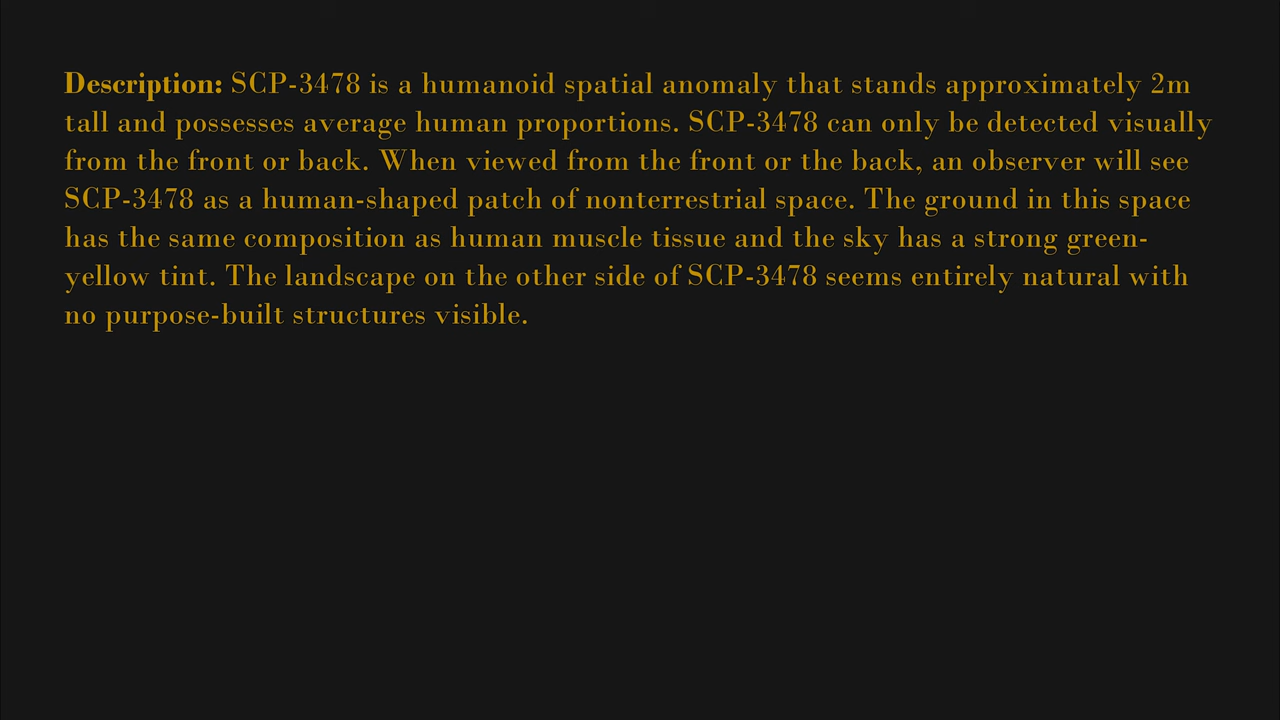 Description: SCP-3478 is a humanoid spatial anomaly that stands approximately 2m
tall and possesses average human proportions. SCP-3478 can only be detected visually
from the front or back. When viewed from the front or the back, an observer will see
SCP-3478 as a human-shaped patch of nonterrestrial space. The ground in this space
has the same composition as human muscle tissue and the sky has a strong green-
yellow tint. The landscape on the other side of SCP-3478 seems entirely natural with
no purpose-built structures visible.